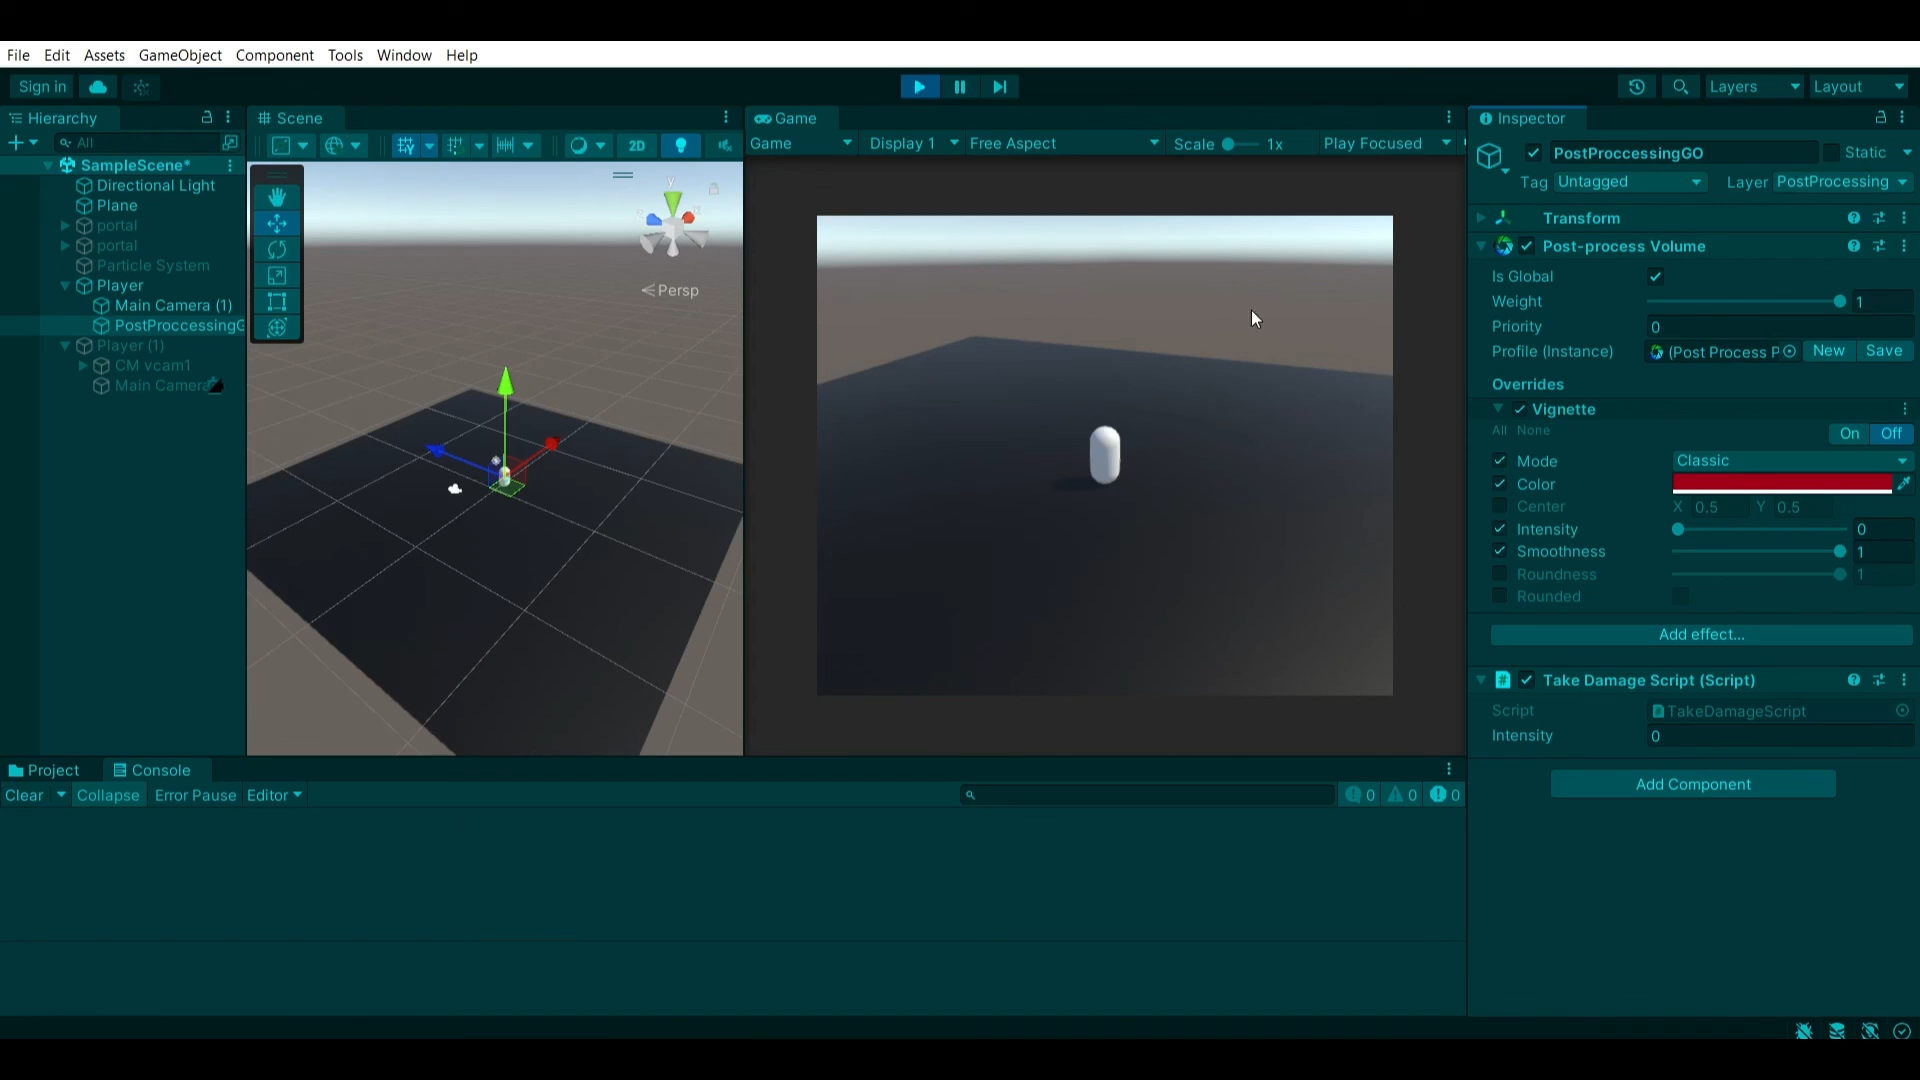 File Edit Assets GameObject Component Tools Window Help
Sign in
Layers Layout
Hierarchy
All
SampleScene*
Directional Light
Plane
portal
portal
Particle System
Player
Main Camera (1)
PostProccessingG
Player (1)
CM vcam1
Main Camera
Scene
2D
y
Persp
Game
Game Display 1 Free Aspect Scale 1x Play Focused
Inspector
PostProccessingGO Static
Tag Untagged Layer PostProcessing
Transform
Post-process Volume
Is Global
Weight 1
Priority 0
Profile (Instance) (Post Process P New Save
Overrides
Vignette
All None On Off
Mode Classic
Color
Center X 0.5 Y 0.5
Intensity 0
Smoothness 1
Roundness 1
Rounded
Add effect...
# Take Damage Script (Script)
Script TakeDamageScript
Intensity 0
Add Component
Project Console
Clear Collapse Error Pause Editor 0 0 0